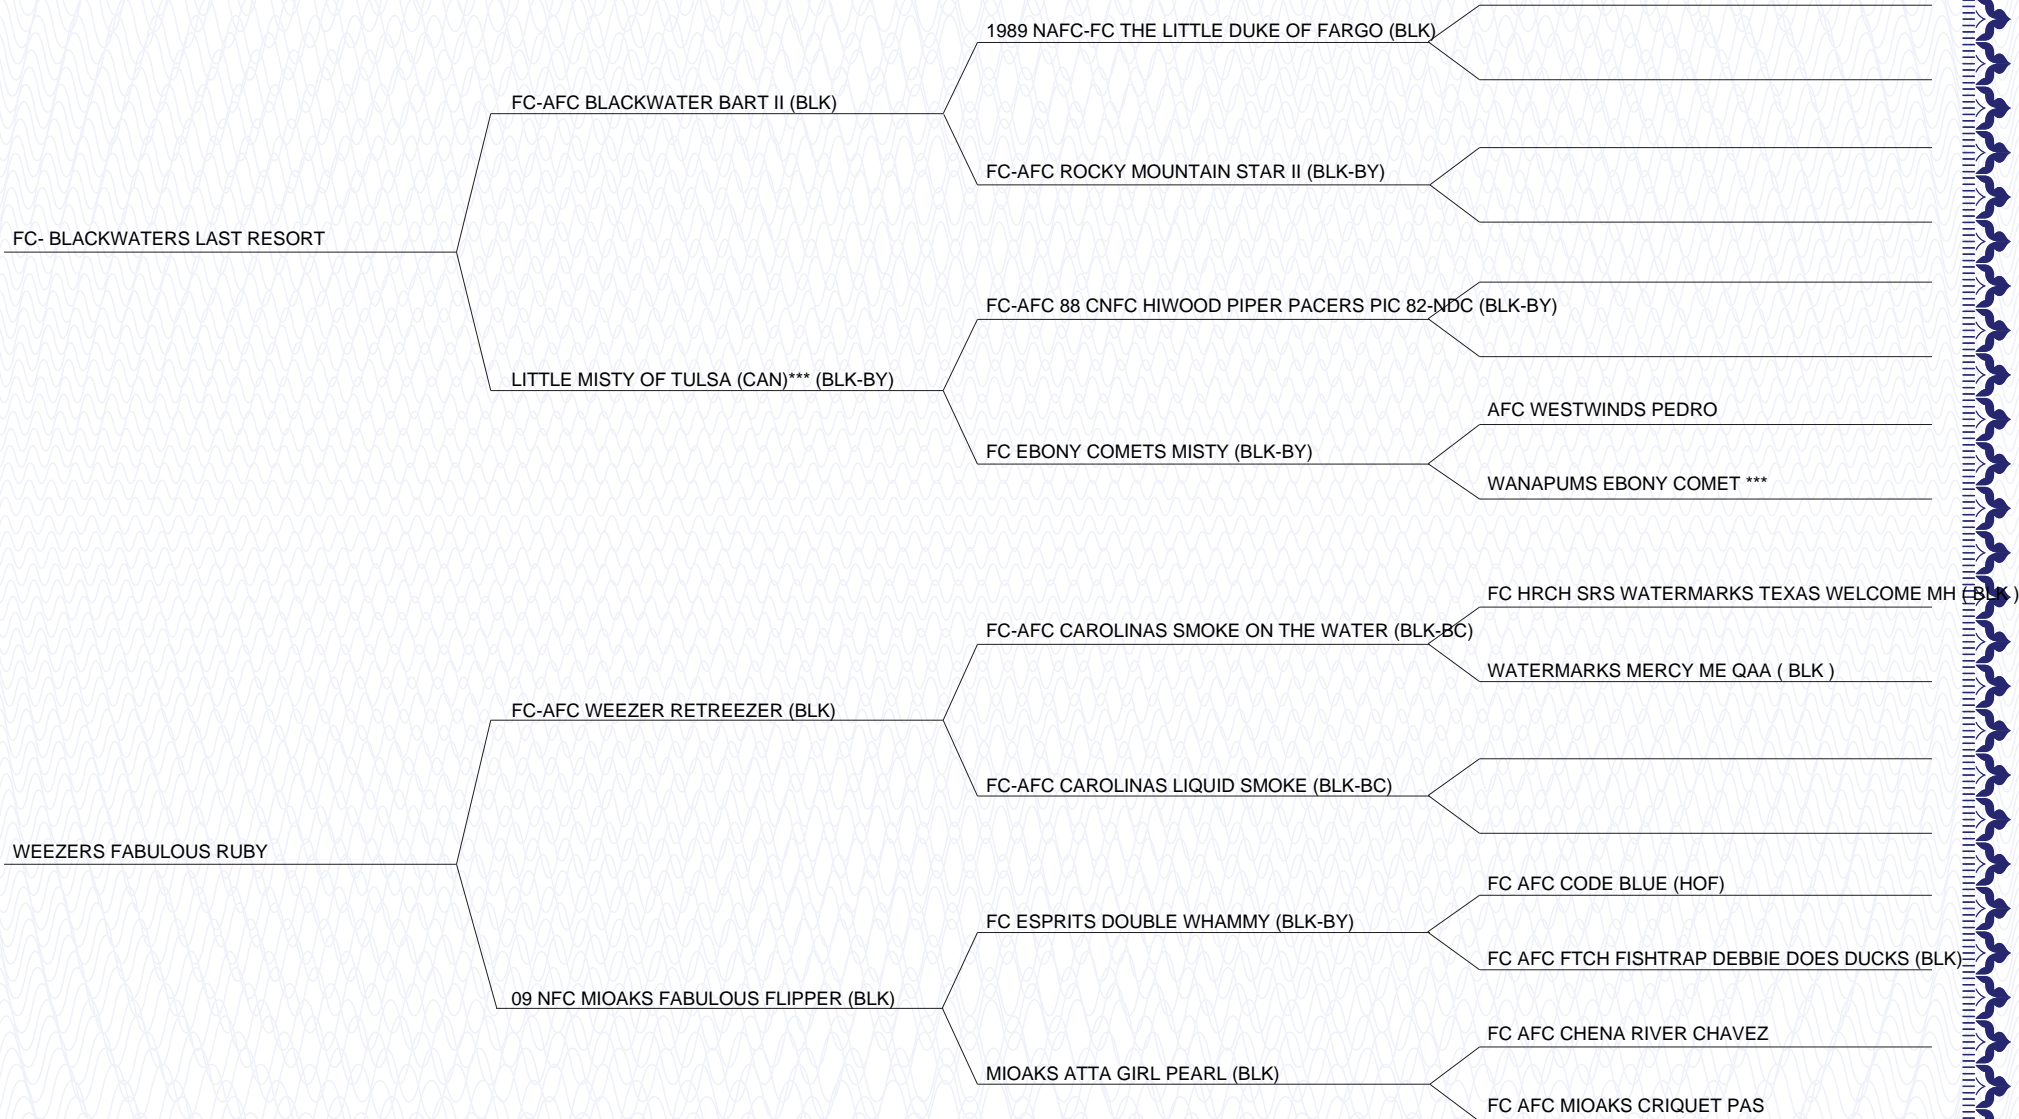 1989 NAFC-FC THE LITTLE DUKE OF FARGO (BLK)
FC-AFC BLACKWATER BART II (BLK)
FC-AFC ROCKY MOUNTAIN STAR II (BLK-BY)
FC- BLACKWATERS LAST RESORT
FC-AFC 88 CNFC HIWOOD PIPER PACERS PIC 82-NDC (BLK-BY)
LITTLE MISTY OF TULSA (CAN)*** (BLK-BY)
AFC WESTWINDS PEDRO
FC EBONY COMETS MISTY (BLK-BY)
WANAPUMS EBONY COMET ***
FC HRCH SRS WATERMARKS TEXAS WELCOME MH ( BLK )
FC-AFC CAROLINAS SMOKE ON THE WATER (BLK-BC)
WATERMARKS MERCY ME QAA ( BLK )
FC-AFC WEEZER RETREEZER (BLK)
FC-AFC CAROLINAS LIQUID SMOKE (BLK-BC)
WEEZERS FABULOUS RUBY
FC AFC CODE BLUE (HOF)
FC ESPRITS DOUBLE WHAMMY (BLK-BY)
FC AFC FTCH FISHTRAP DEBBIE DOES DUCKS (BLK)
09 NFC MIOAKS FABULOUS FLIPPER (BLK)
FC AFC CHENA RIVER CHAVEZ
MIOAKS ATTA GIRL PEARL (BLK)
FC AFC MIOAKS CRIQUET PAS